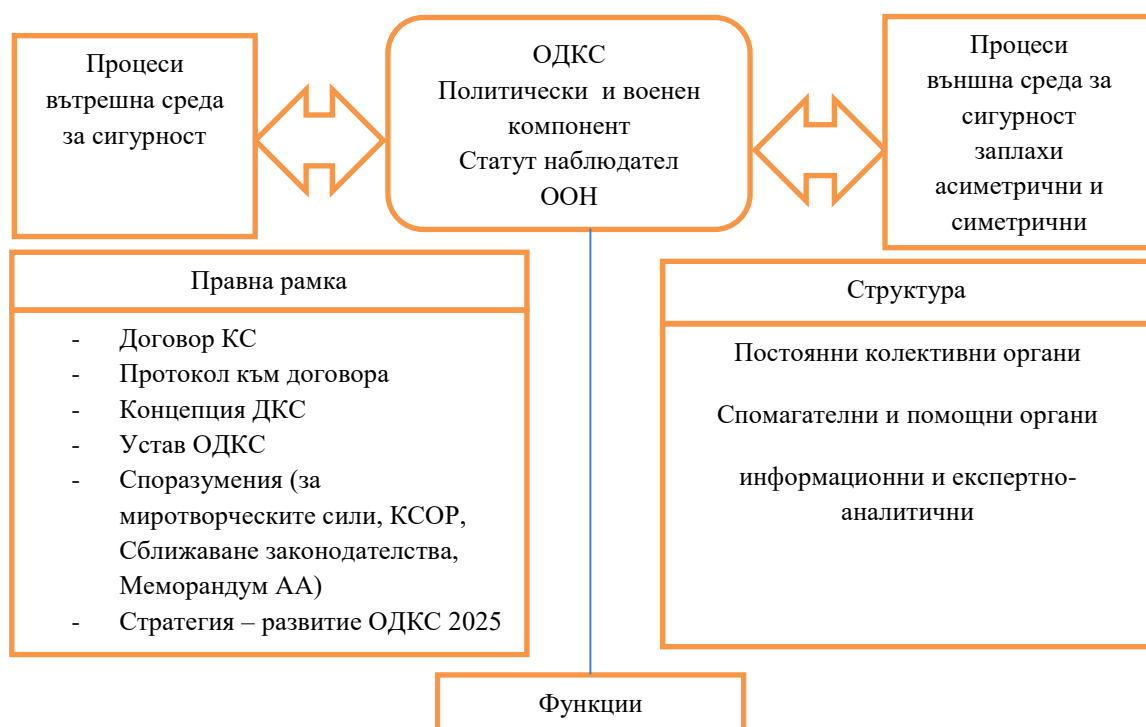 Процеси
вътрешна среда
за сигурност
ОДКС
Политически и военен
компонент
Статут наблюдател
ООН
Процеси
външна среда за
сигурност
заплахи
асиметрични и
симетрични
Правна рамка
- Договор КС
- Протокол към договора
- Концепция ДКС
- Устав ОДКС
- Споразумения (за
миротворческите сили, КСОР,
Сближаване законодателства,
Меморандум АА)
- Стратегия – развитие ОДКС 2025
Структура
Постоянни колективни органи
Спомагателни и помощни органи
информационни и експертно-
аналитични
Функции